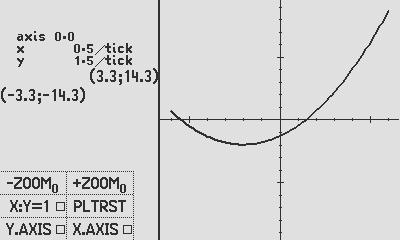 axis 0·0
x 0·5/tick
y 1·5/tick
(3.3;14.3)
(-3.3;-14.3)
-ZOOM₀ +ZOOM₀
X:Y=1 □ PLTRST
Y.AXIS □ X.AXIS □